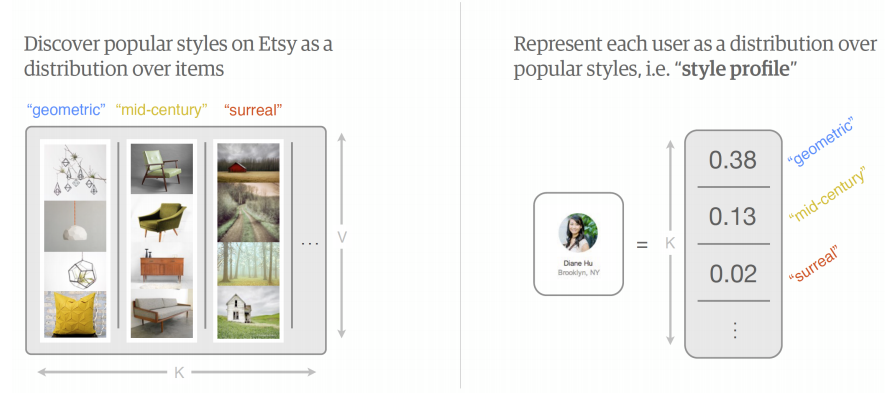 Discover popular styles on Etsy as a
distribution over items
"geometric" "mid-century" "surreal"
...
V
K
Represent each user as a distribution over
popular styles, i.e. "style profile"
Diane Hu
Brooklyn, NY
=
K
0.38
"geometric"
0.13
"mid-century"
0.02
"surreal"
⋮